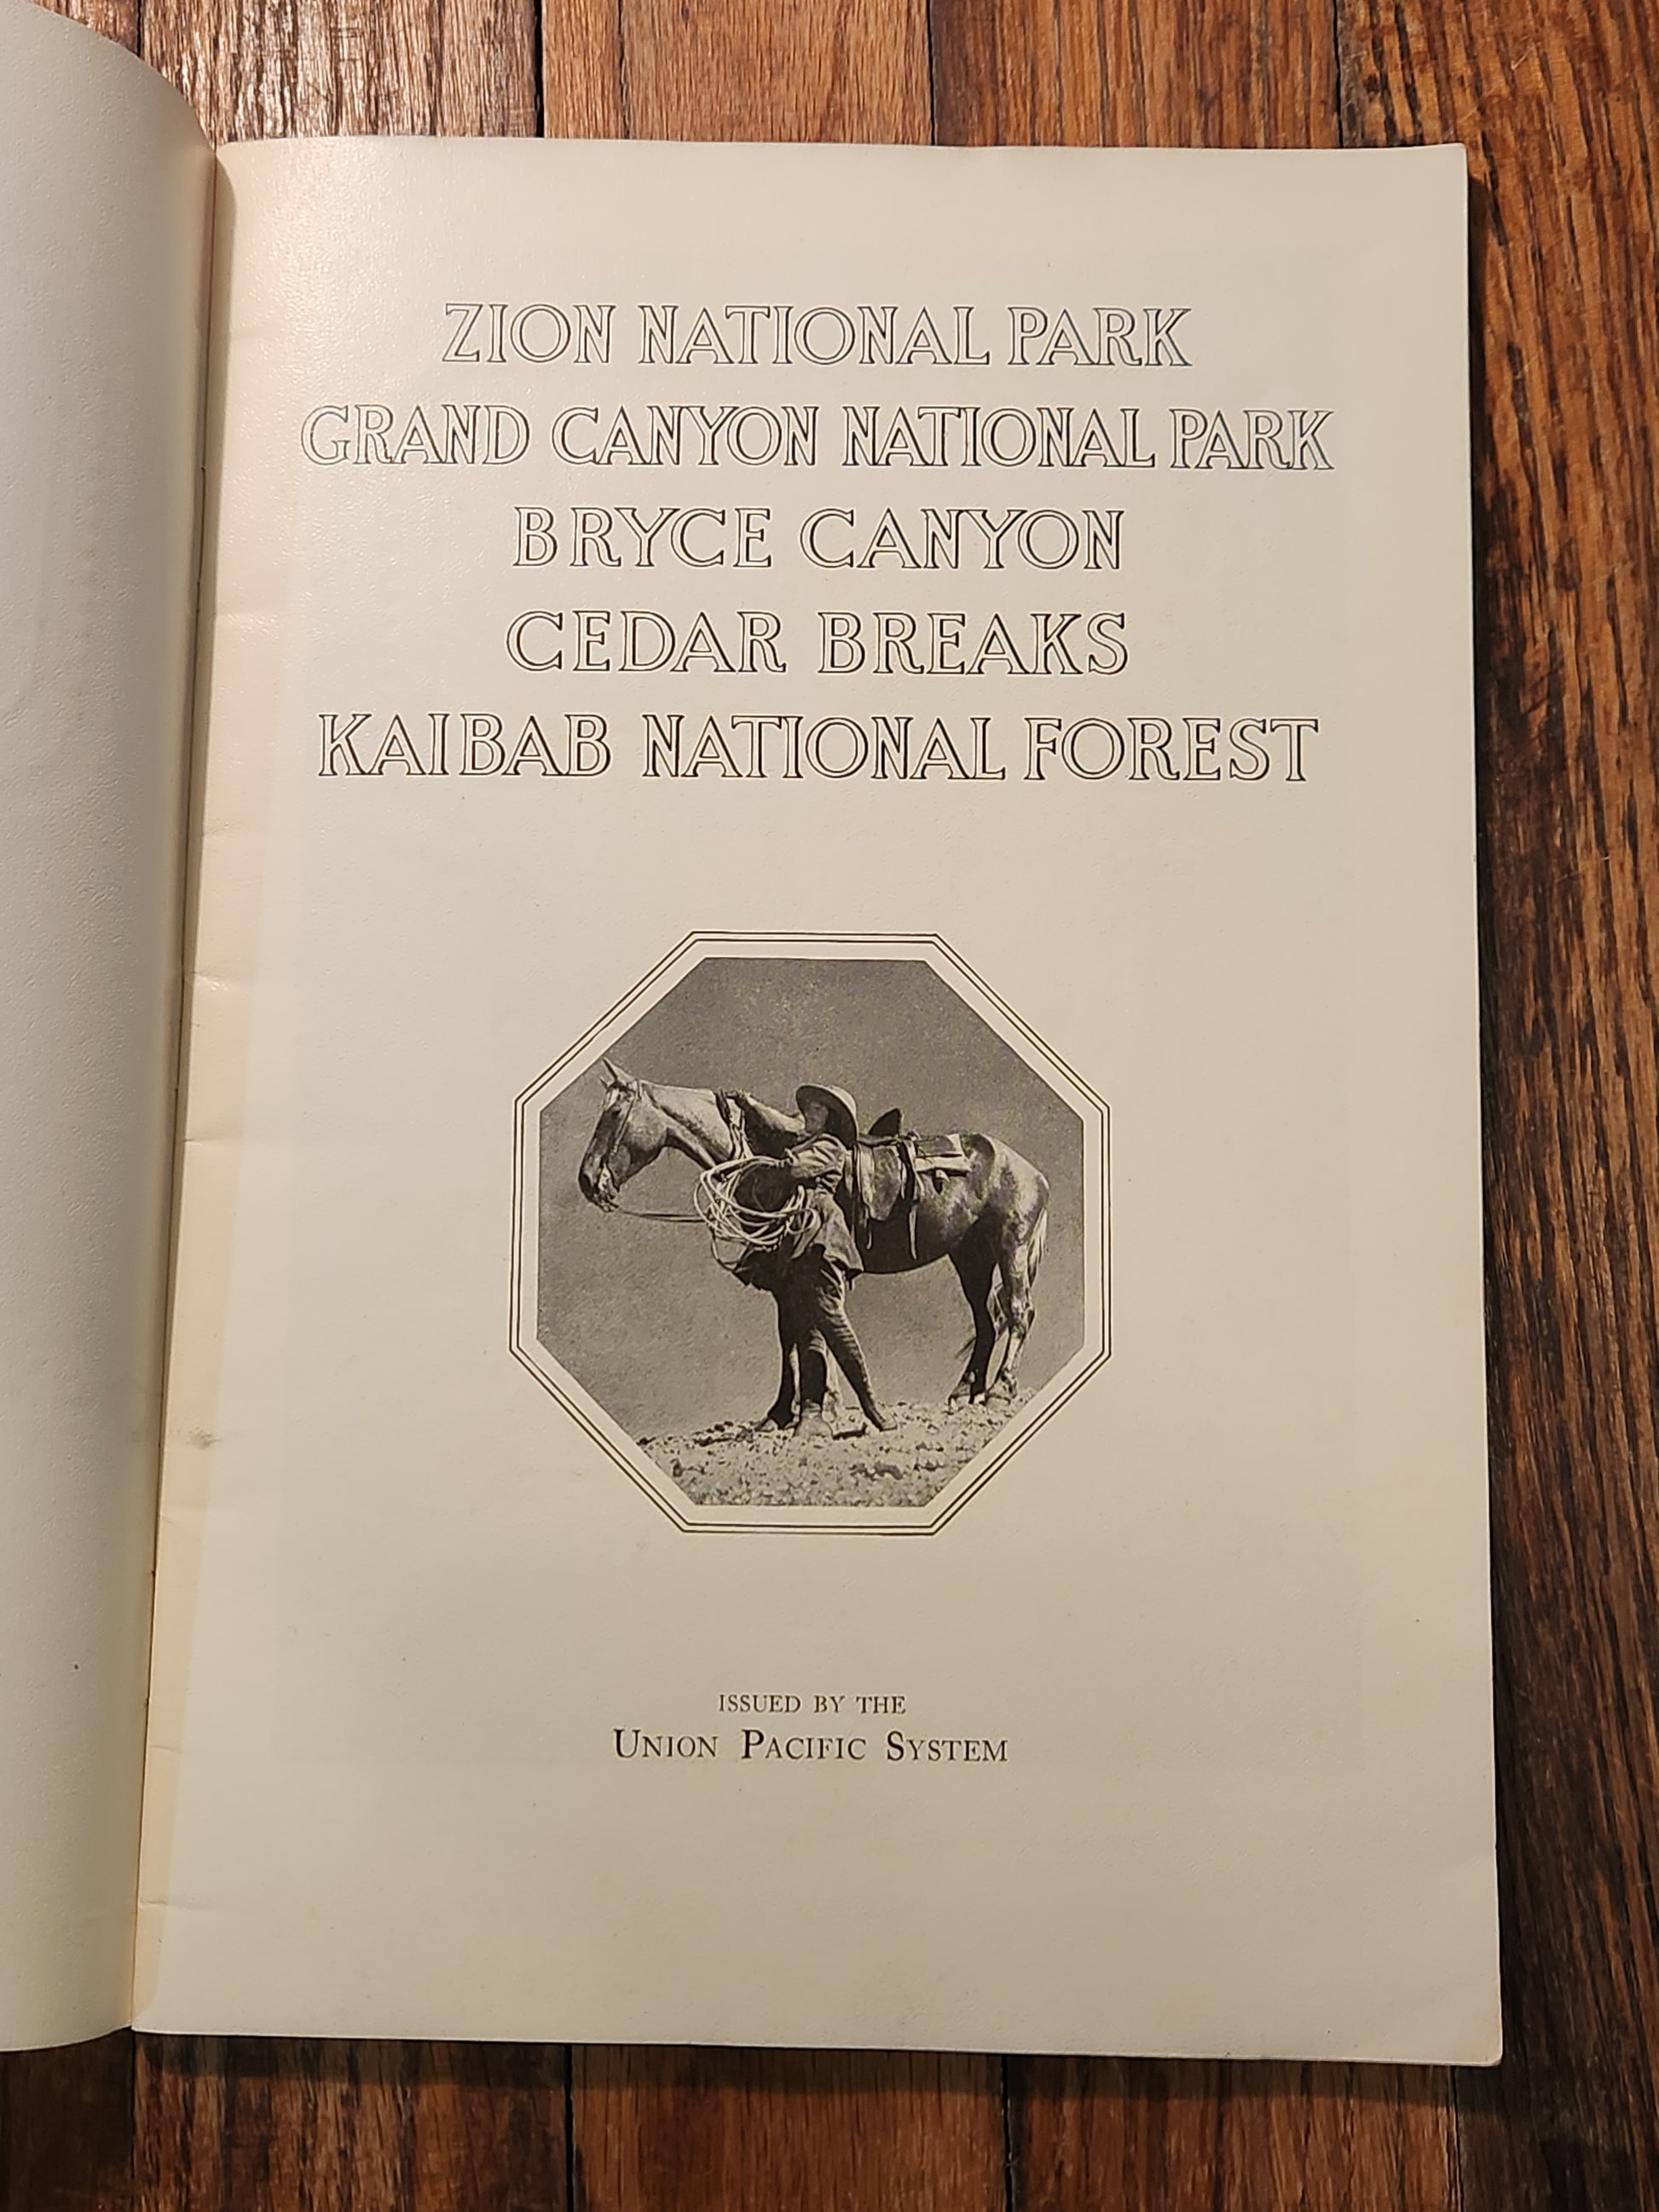 ZION NATIONAL PARK
GRAND CANYON NATIONAL PARK
BRYCE CANYON
CEDAR BREAKS
KAIBAB NATIONAL FOREST
ISSUED BY THE
UNION PACIFIC SYSTEM